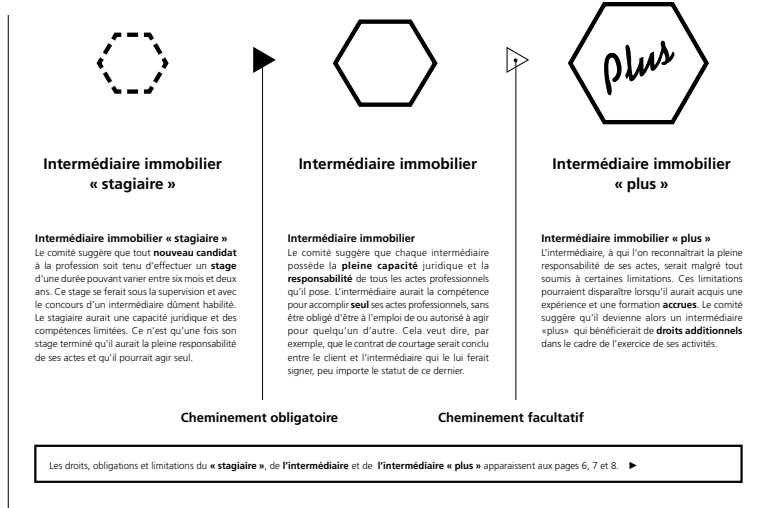 Plus
Intermédiaire immobilier
« stagiaire »
Intermédiaire immobilier
Intermédiaire immobilier
« plus »
Intermédiaire immobilier « stagiaire »
Le comité suggère que tout nouveau candidat
à la profession soit tenu d'effectuer un stage
d'une durée pouvant varier entre six mois et deux
ans. Ce stage se ferait sous la supervision et avec
le concours d'un intermédiaire dûment habilité.
Le stagiaire aurait une capacité juridique et des
compétences limitées. Ce n'est qu'une fois son
stage terminé qu'il aurait la pleine responsabilité
de ses actes et qu'il pourrait agir seul.
Intermédiaire immobilier
Le comité suggère que chaque intermédiaire
possède la pleine capacité juridique et la
responsabilité de tous les actes professionnels
qu'il pose. L'intermédiaire aurait la compétence
pour accomplir seul ses actes professionnels, sans
être obligé d'être à l'emploi de ou autorisé à agir
pour quelqu'un d'autre. Cela veut dire, par
exemple, que le contrat de courtage serait conclu
entre le client et l'intermédiaire qui le lui ferait
signer, peu importe le statut de ce dernier.
Intermédiaire immobilier « plus »
L'intermédiaire, à qui l'on reconnaîtrait la pleine
responsabilité de ses actes, serait malgré tout
soumis à certaines limitations. Ces limitations
pourraient disparaître lorsqu'il aurait acquis une
expérience et une formation accrues. Le comité
suggère qu'il devienne alors un intermédiaire
«plus» qui bénéficierait de droits additionnels
dans le cadre de l'exercice de ses activités.
Cheminement obligatoire
Cheminement facultatif
Les droits, obligations et limitations du « stagiaire », de l'intermédiaire et de l'intermédiaire « plus » apparaissent aux pages 6, 7 et 8.